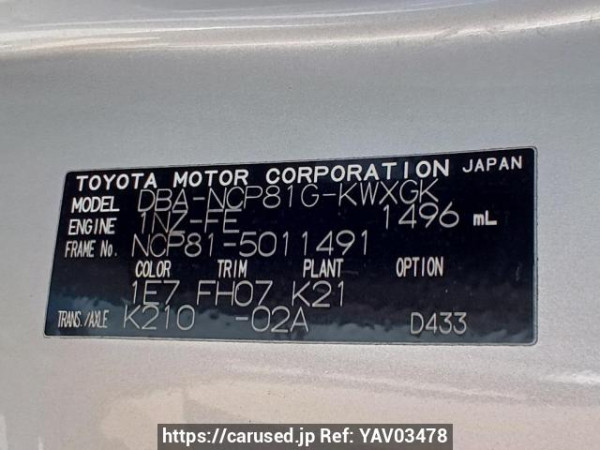 TOYOTA MOTOR CORPORATION JAPAN
MODEL DBA-NCP81G-KWXGK
ENGINE 1NZ-FE 1496 mL
FRAME No. NCP81-5011491
COLOR TRIM PLANT OPTION
1E7 FH07 K21
TRANS./AXLE K210 -02A D433
https://carused.jp Ref: YAV03478